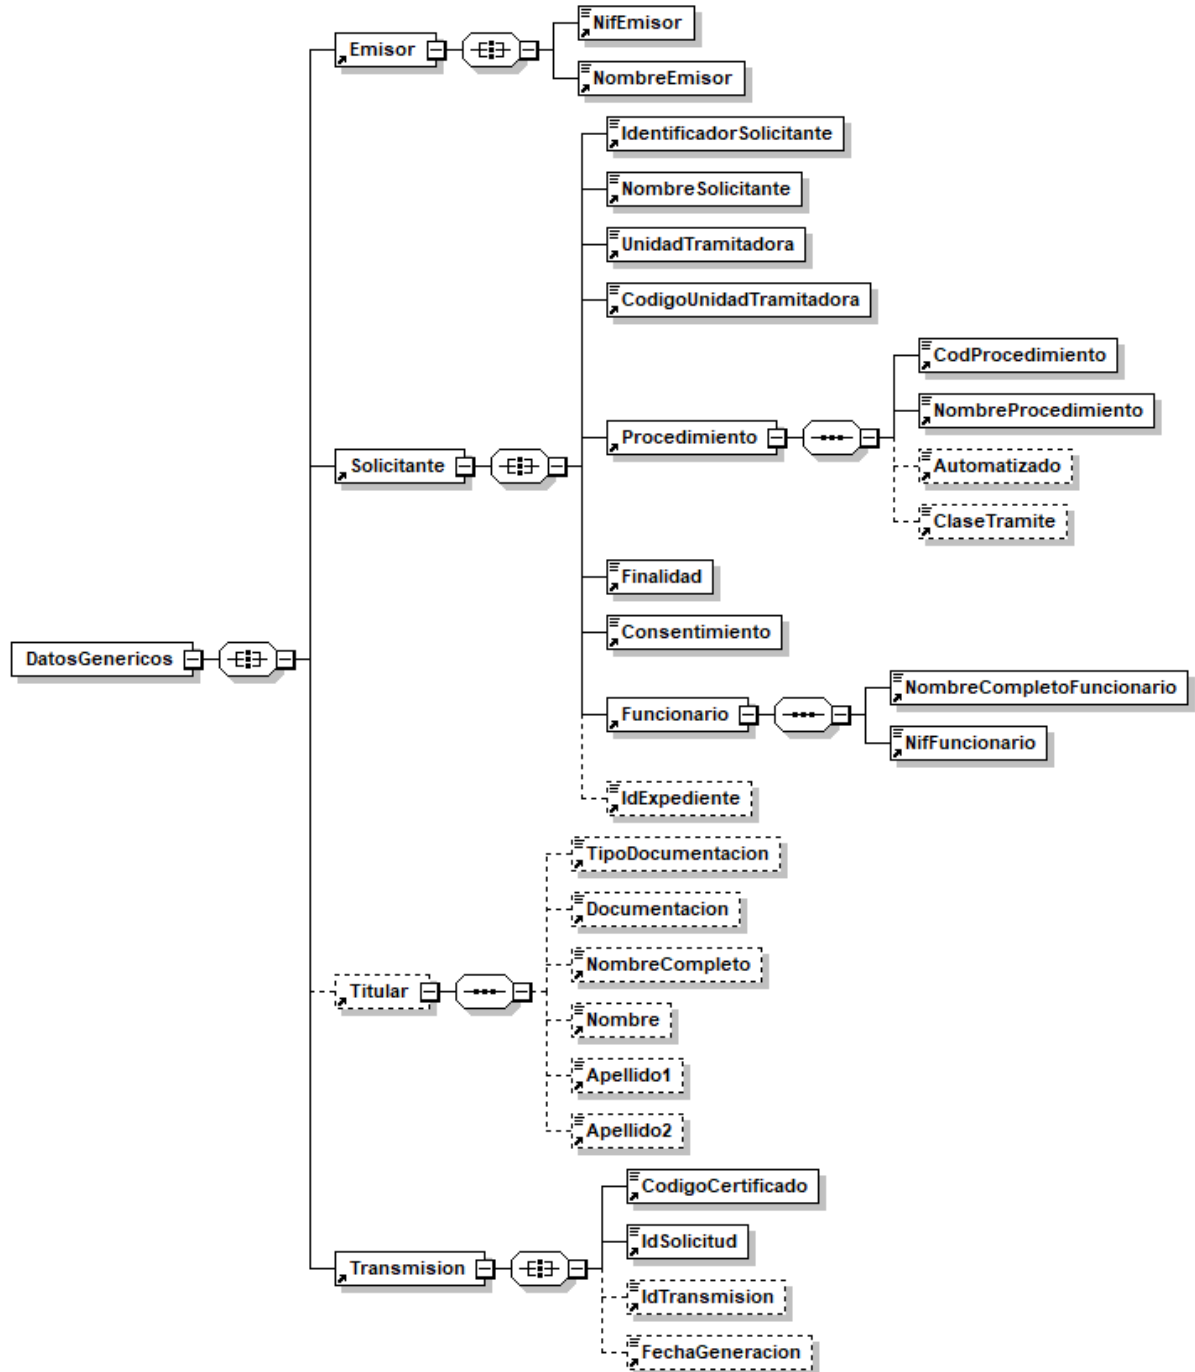 Emisor
NifEmisor
NombreEmisor
IdentificadorSolicitante
NombreSolicitante
UnidadTramitadora
CodigoUnidadTramitadora
CodProcedimiento
NombreProcedimiento
Procedimiento
Automatizado
Solicitante
ClaseTramite
Finalidad
Consentimiento
DatosGenericos
NombreCompletoFuncionario
Funcionario
NifFuncionario
IdExpediente
TipoDocumentacion
Documentacion
NombreCompleto
Titular
Nombre
Apellido1
Apellido2
CodigoCertificado
IdSolicitud
Transmision
IdTransmision
FechaGeneracion